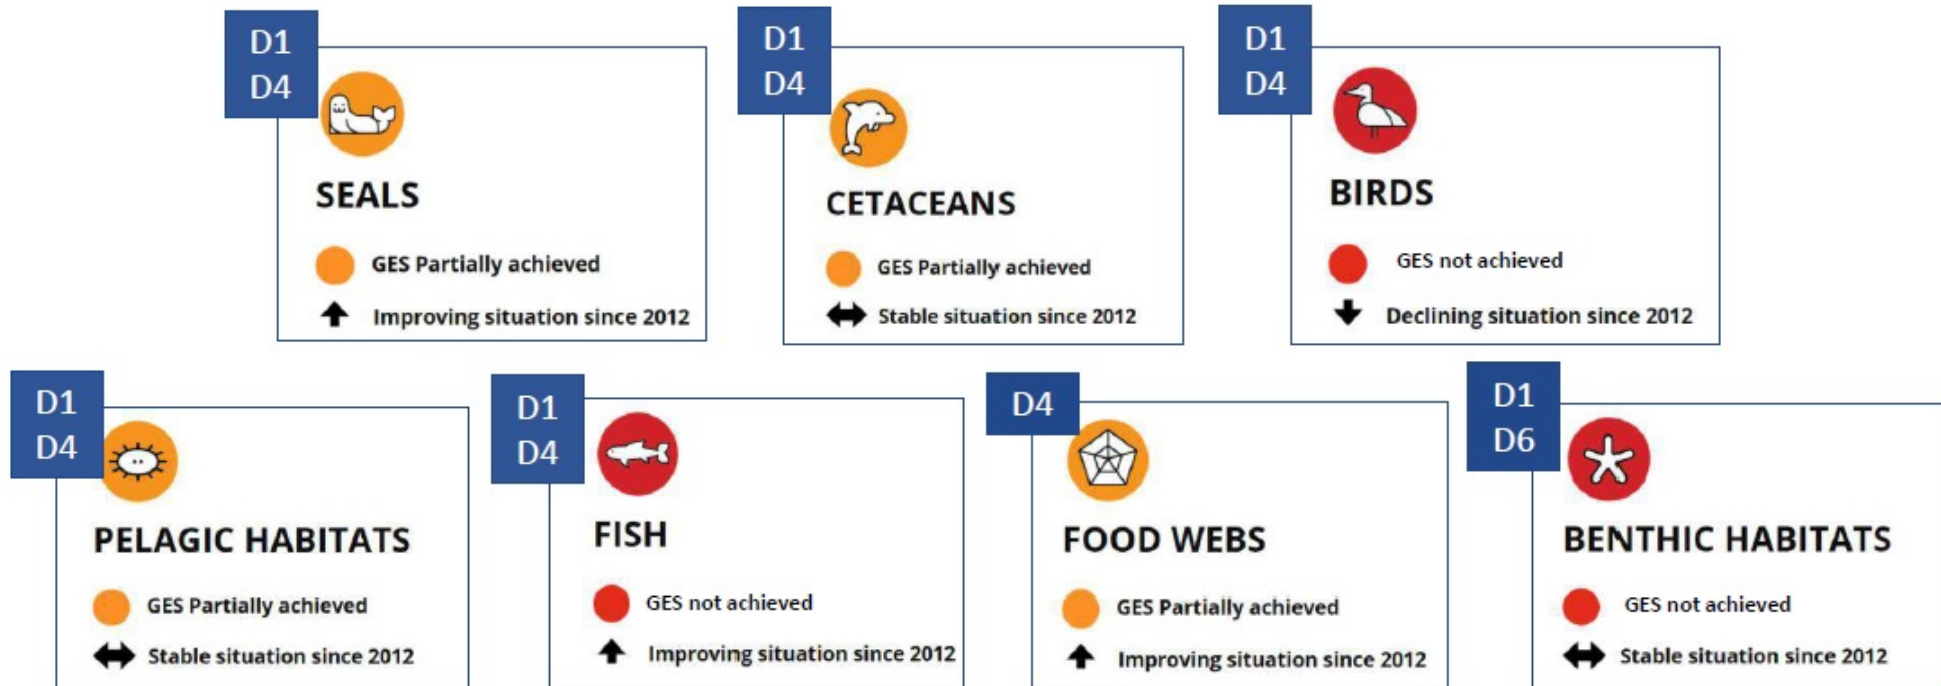 D1
D4
SEALS
GES Partially achieved
Improving situation since 2012
D1
D4
CETACEANS
GES Partially achieved
Stable situation since 2012
D1
D4
BIRDS
GES not achieved
Declining situation since 2012
D1
D4
PELAGIC HABITATS
GES Partially achieved
Stable situation since 2012
D1
D4
FISH
GES not achieved
Improving situation since 2012
D4
FOOD WEBS
GES Partially achieved
Improving situation since 2012
D1
D6
BENTHIC HABITATS
GES not achieved
Stable situation since 2012